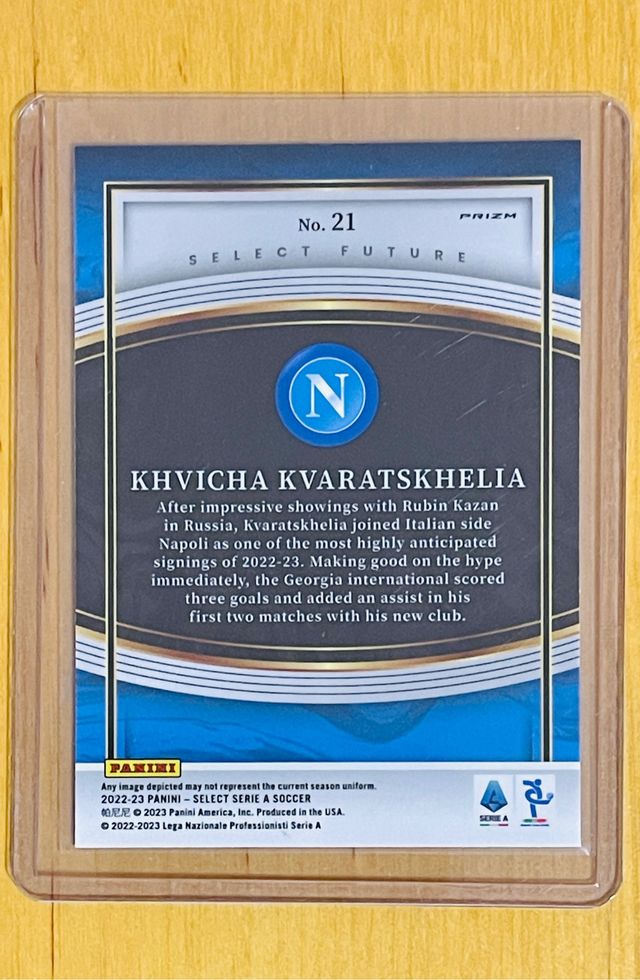 No. 21
PRIZM
SELECT FUTURE
N
KHVICHA KVARATSKHELIA
After impressive showings with Rubin Kazan
in Russia, Kvaratskhelia joined Italian side
Napoli as one of the most highly anticipated
signings of 2022-23. Making good on the hype
immediately, the Georgia international scored
three goals and added an assist in his
first two matches with his new club.
PANINI
Any image depicted may not represent the current season uniform.
2022-23 PANINI – SELECT SERIE A SOCCER
帕尼尼 © 2023 Panini America, Inc. Produced in the USA.
© 2022-2023 Lega Nazionale Professionisti Serie A
SERIE A